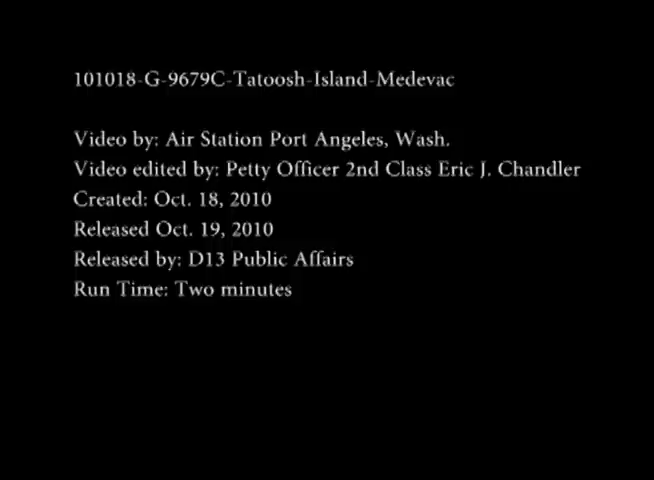 101018-G-9679C-Tatoosh-Island-Medevac
Video by: Air Station Port Angeles, Wash.
Video edited by: Petty Officer 2nd Class Eric J. Chandler
Created: Oct. 18, 2010
Released Oct. 19, 2010
Released by: D13 Public Affairs
Run Time: Two minutes